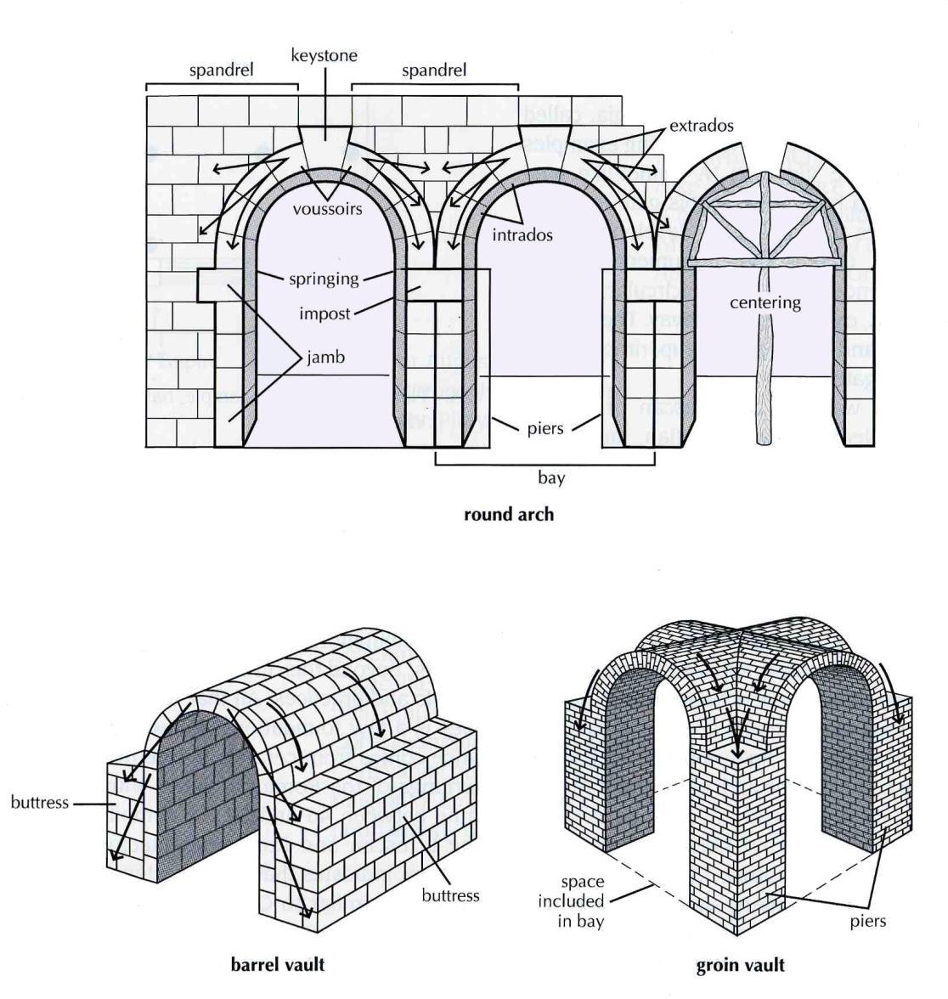 keystone
spandrel
spandrel
extrados
voussoirs
intrados
springing
impost
centering
jamb
piers
bay
round arch
buttress
buttress
barrel vault
space
included
in bay
piers
groin vault